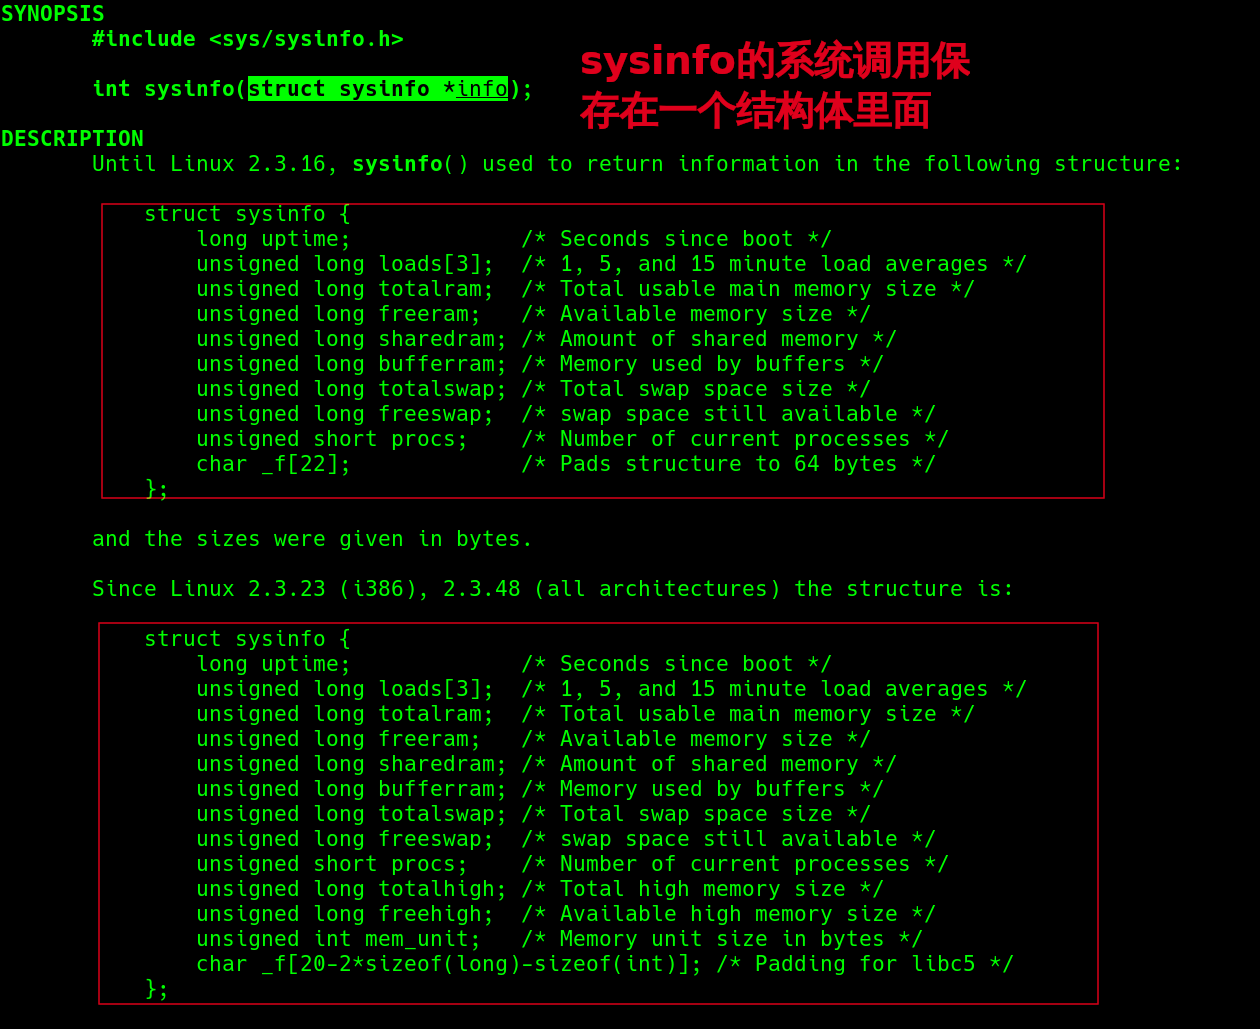 SYNOPSIS
#include <sys/sysinfo.h>
int sysinfo(struct sysinfo *info);
sysinfo的系统调用保
存在一个结构体里面
DESCRIPTION
Until Linux 2.3.16, sysinfo() used to return information in the following structure:
struct sysinfo {
long uptime;             /* Seconds since boot */
unsigned long loads[3];  /* 1, 5, and 15 minute load averages */
unsigned long totalram;  /* Total usable main memory size */
unsigned long freeram;   /* Available memory size */
unsigned long sharedram; /* Amount of shared memory */
unsigned long bufferram; /* Memory used by buffers */
unsigned long totalswap; /* Total swap space size */
unsigned long freeswap;  /* swap space still available */
unsigned short procs;    /* Number of current processes */
char _f[22];             /* Pads structure to 64 bytes */
};
and the sizes were given in bytes.
Since Linux 2.3.23 (i386), 2.3.48 (all architectures) the structure is:
struct sysinfo {
long uptime;             /* Seconds since boot */
unsigned long loads[3];  /* 1, 5, and 15 minute load averages */
unsigned long totalram;  /* Total usable main memory size */
unsigned long freeram;   /* Available memory size */
unsigned long sharedram; /* Amount of shared memory */
unsigned long bufferram; /* Memory used by buffers */
unsigned long totalswap; /* Total swap space size */
unsigned long freeswap;  /* swap space still available */
unsigned short procs;    /* Number of current processes */
unsigned long totalhigh; /* Total high memory size */
unsigned long freehigh;  /* Available high memory size */
unsigned int mem_unit;   /* Memory unit size in bytes */
char _f[20-2*sizeof(long)-sizeof(int)]; /* Padding for libc5 */
};